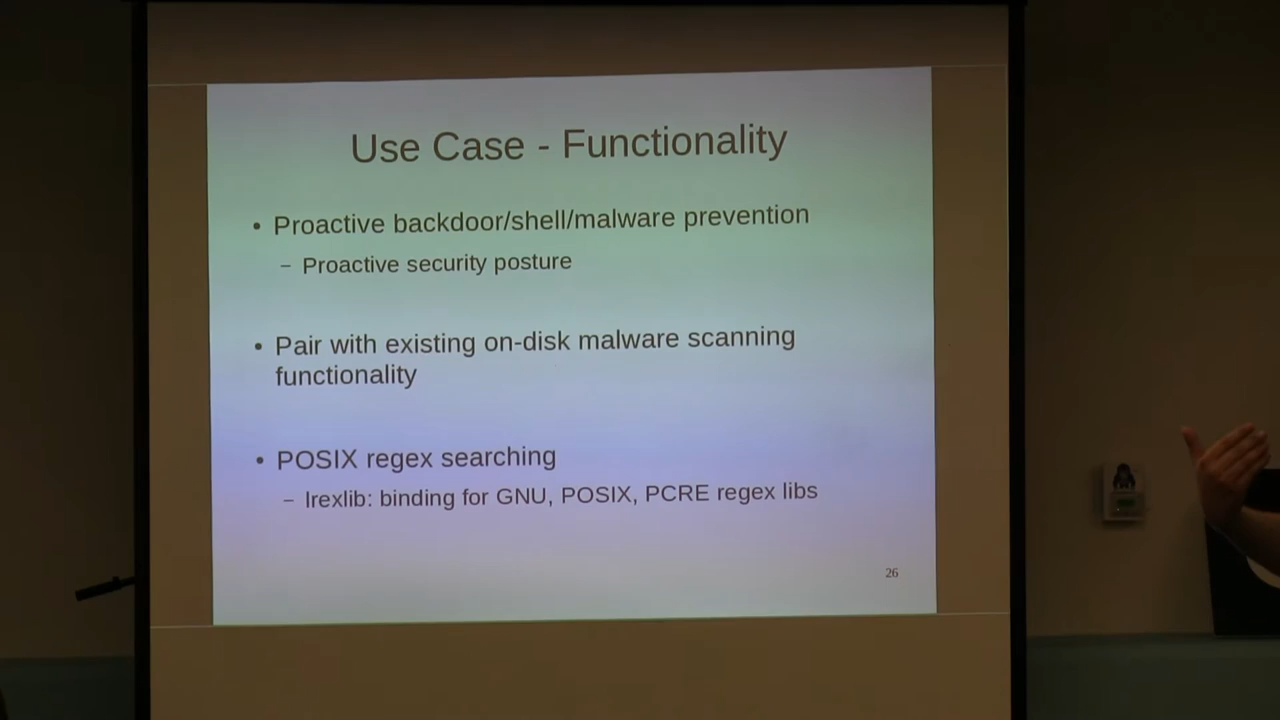 Use Case - Functionality
• Proactive backdoor/shell/malware prevention
– Proactive security posture
• Pair with existing on-disk malware scanning
functionality
• POSIX regex searching
– lrexlib: binding for GNU, POSIX, PCRE regex libs
26